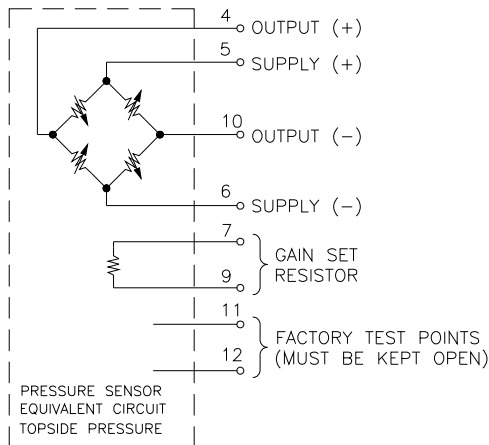 4 OUTPUT (+)
5 SUPPLY (+)
10 OUTPUT (-)
6 SUPPLY (-)
7
GAIN SET
RESISTOR
9
11
FACTORY TEST POINTS
(MUST BE KEPT OPEN)
12
PRESSURE SENSOR
EQUIVALENT CIRCUIT
TOPSIDE PRESSURE